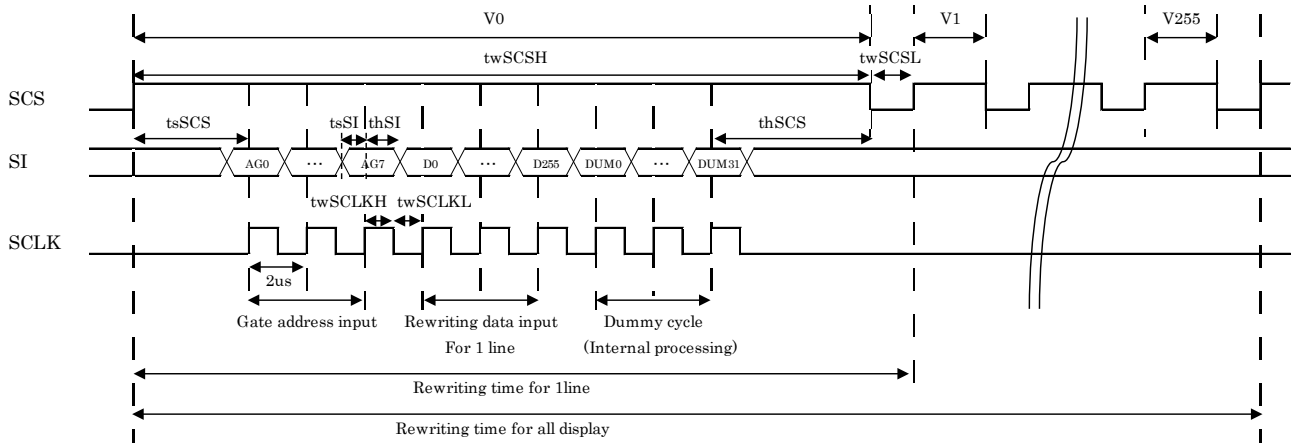 V0
V1
V255
twSCSH
twSCSL
SCS
tsSCS
tsSI
thSI
thSCS
SI
AG0
...
AG7
D0
...
D255
DUM0
...
DUM31
twSCLKH
twSCLKL
SCLK
2us
Gate address input
Rewriting data input
For 1 line
Dummy cycle
(Internal processing)
Rewriting time for 1line
Rewriting time for all display